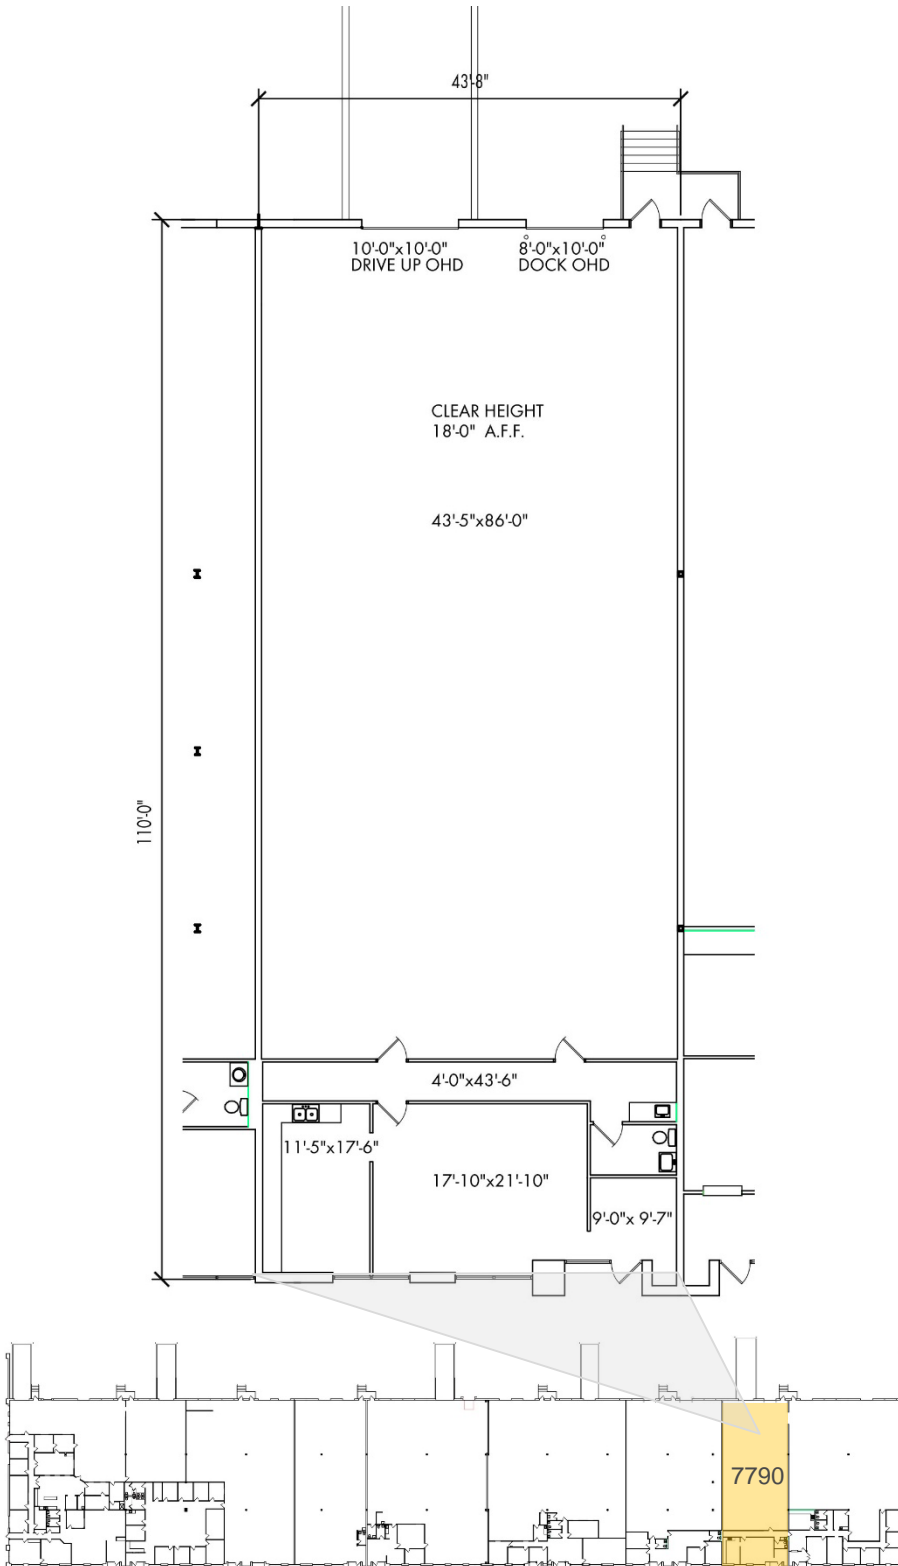 43'-8"
10'-0"x10'-0"
DRIVE UP OHD
8'-0"x10'-0"
DOCK OHD
CLEAR HEIGHT
18'-0" A.F.F.
43'-5"x86'-0"
110'-0"
4'-0"x43'-6"
11'-5"x17'-6"
17'-10"x21'-10"
9'-0"x 9'-7"
7790